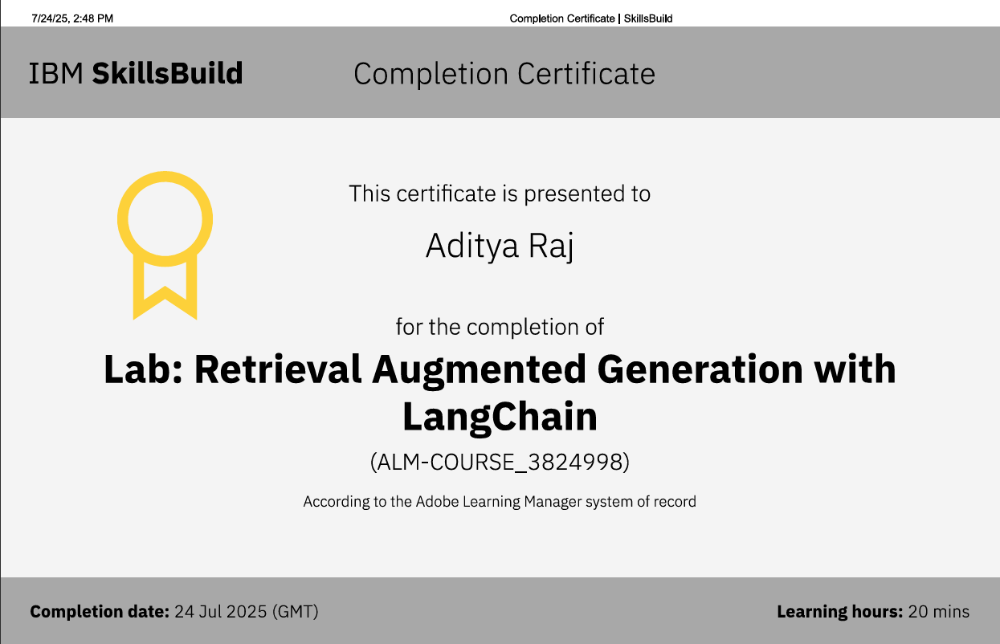 7/24/25, 2:48 PM Completion Certificate | SkillsBuild
IBM SkillsBuild Completion Certificate
This certificate is presented to
Aditya Raj
for the completion of
Lab: Retrieval Augmented Generation with
LangChain
(ALM-COURSE_3824998)
According to the Adobe Learning Manager system of record
Completion date: 24 Jul 2025 (GMT) Learning hours: 20 mins